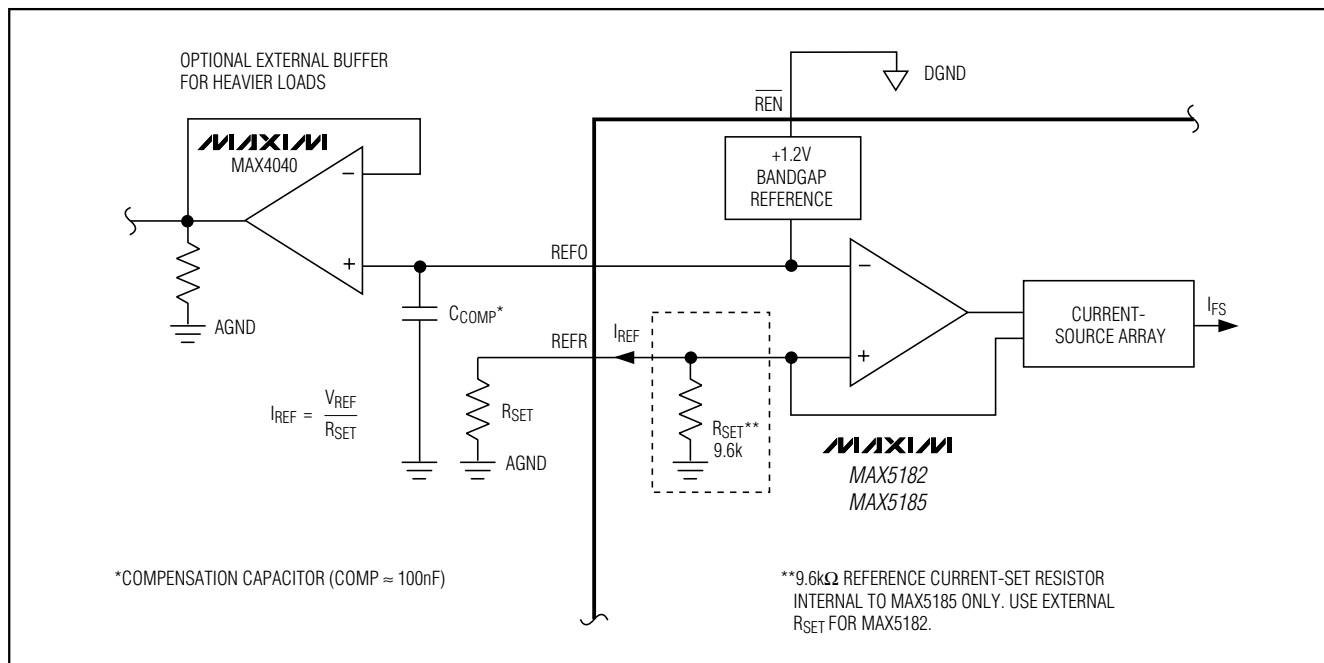 OPTIONAL EXTERNAL BUFFER
FOR HEAVIER LOADS
MAXIM
MAX4040
−
+
AGND
REN
DGND
+1.2V
BANDGAP
REFERENCE
REFO
CCOMP*
REFR
IREF
RSET
AGND
IREF = VREF
RSET
RSET**
9.6k
−
+
CURRENT-
SOURCE ARRAY
IFS
MAXIM
MAX5182
MAX5185
*COMPENSATION CAPACITOR (COMP ≈ 100nF)
**9.6kΩ REFERENCE CURRENT-SET RESISTOR
INTERNAL TO MAX5185 ONLY. USE EXTERNAL
RSET FOR MAX5182.